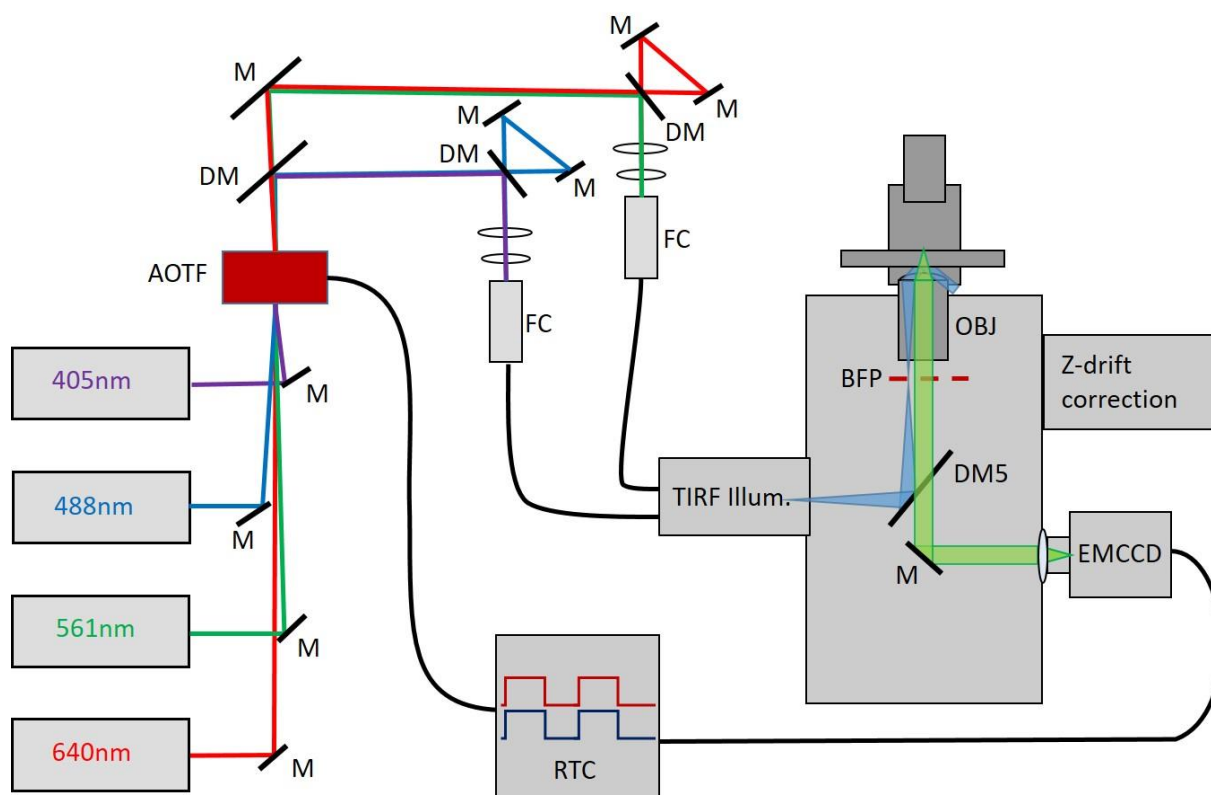 M
M
M
M
DM
DM
DM
M
M
AOTF
FC
FC
OBJ
BFP
Z-drift
correction
405nm
M
488nm
M
DM5
TIRF Illum.
EMCCD
M
561nm
M
640nm
M
RTC